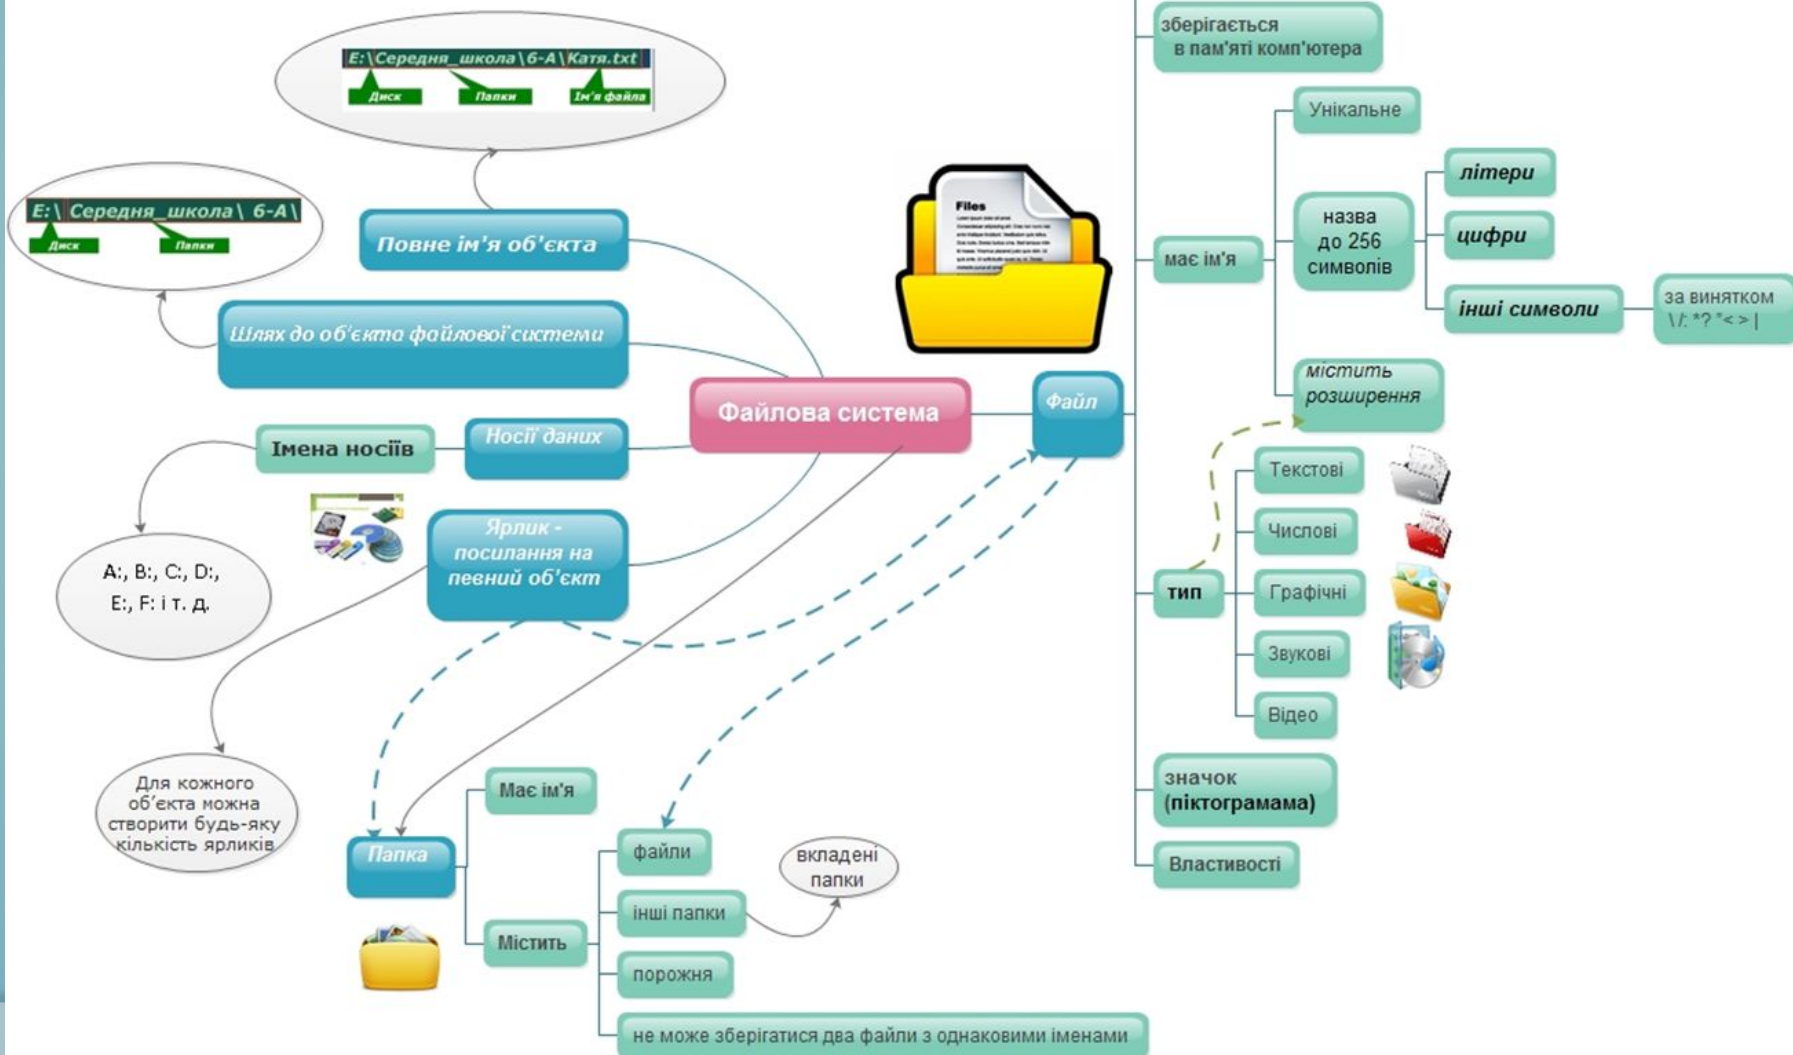 E:\Середня_школа\6-А\Катя.txt
Диск
Папки
Ім'я файла
E:\ Середня_школа\ 6-А\
Диск
Папки
Повне ім'я об'єкта
Шлях до об'єкта файлової системи
Файлова система
Носії даних
Імена носіїв
A:, B:, C:, D:,
E:, F: і т. д.
Ярлик -
посилання на
певний об'єкт
Для кожного
об'єкта можна
створити будь-яку
кількість ярликів
Папка
Має ім'я
Містить
файли
інші папки
вкладені
папки
порожня
не може зберігатися два файли з однаковими іменами
Files
Файл
зберігається
в пам'яті комп'ютера
має ім'я
Унікальне
назва
до 256
символів
літери
цифри
інші символи
за винятком
\ /: *? "< > |
містить
розширення
тип
Текстові
Числові
Графічні
Звукові
Відео
значок
(піктограмама)
Властивості